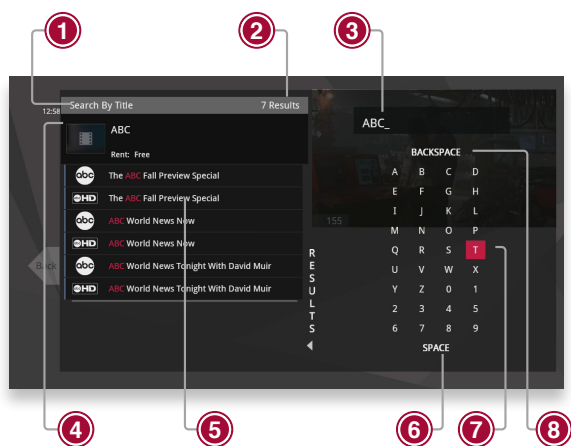 1
2
3
12:58
Search By Title
7 Results
ABC
Rent: Free
abc
The ABC Fall Preview Special
HD
The ABC Fall Preview Special
abc
ABC World News Now
HD
ABC World News Now
abc
ABC World News Tonight With David Muir
HD
ABC World News Tonight With David Muir
Back
RESULTS
155
ABC_
BACKSPACE
A B C D
E F G H
I J K L
M N O P
Q R S T
U V W X
Y Z 0 1
2 3 4 5
6 7 8 9
SPACE
4
5
6
7
8